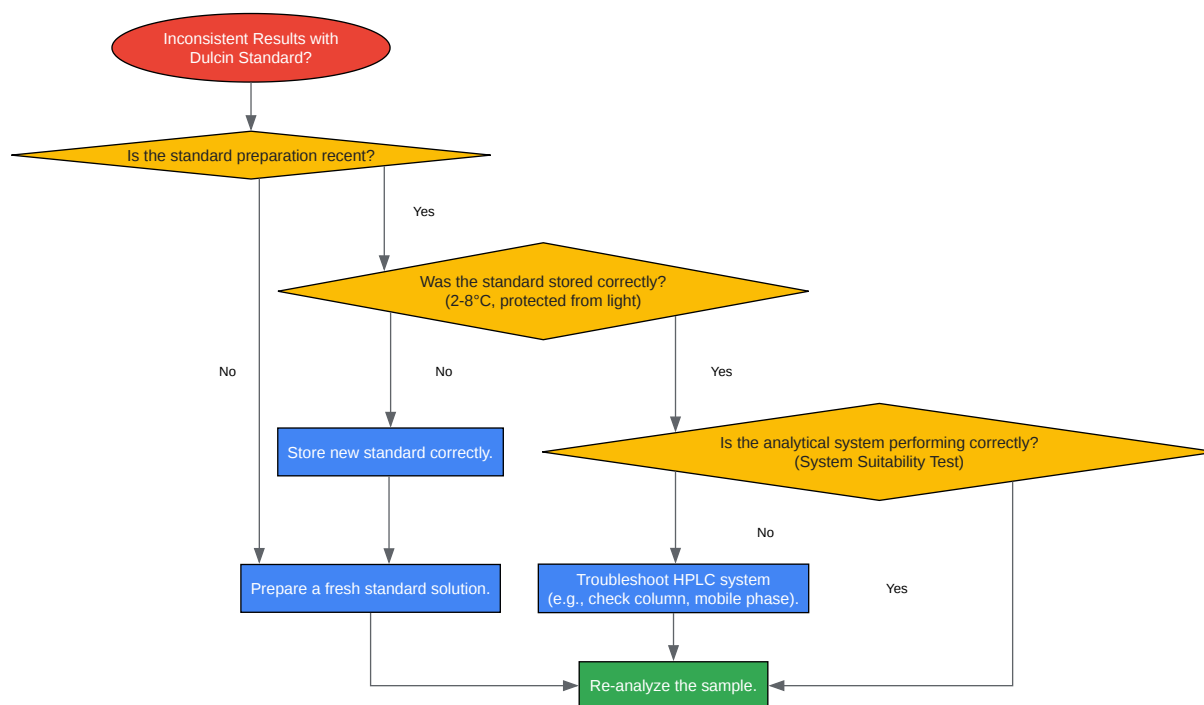 Inconsistent Results with
Dulcin Standard?
Is the standard preparation recent?
Yes
Was the standard stored correctly?
(2-8°C, protected from light)
No
No
Yes
Store new standard correctly.
Is the analytical system performing correctly?
(System Suitability Test)
No
Yes
Prepare a fresh standard solution.
Troubleshoot HPLC system
(e.g., check column, mobile phase).
Re-analyze the sample.